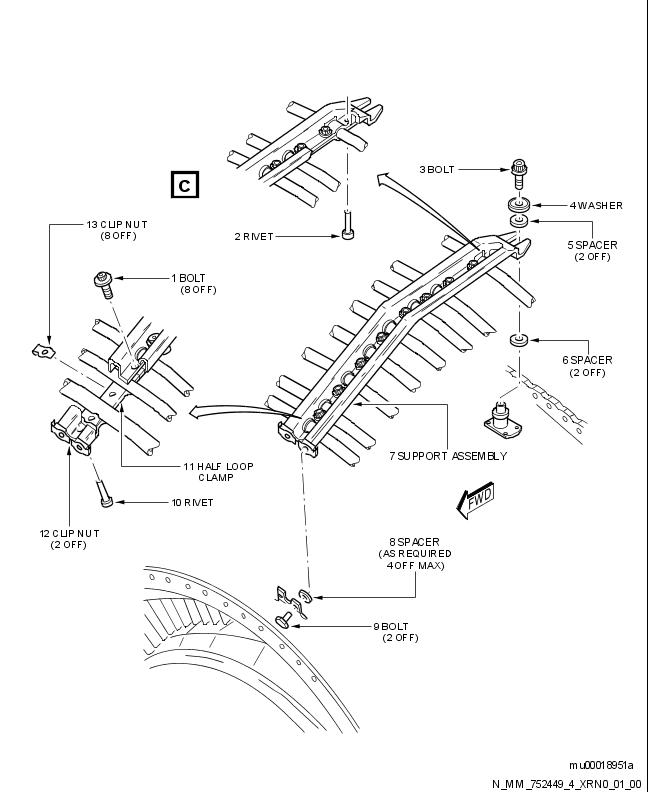 C
3 BOLT
4 WASHER
5 SPACER
(2 OFF)
2 RIVET
13 CLIP NUT
(8 OFF)
1 BOLT
(8 OFF)
6 SPACER
(2 OFF)
7 SUPPORT ASSEMBLY
11 HALF LOOP
CLAMP
10 RIVET
FWD
12 CLIP NUT
(2 OFF)
8 SPACER
(AS REQUIRED
4 OFF MAX)
9 BOLT
(2 OFF)
mu00018951a
N_MM_752449_4_XRN0_01_00